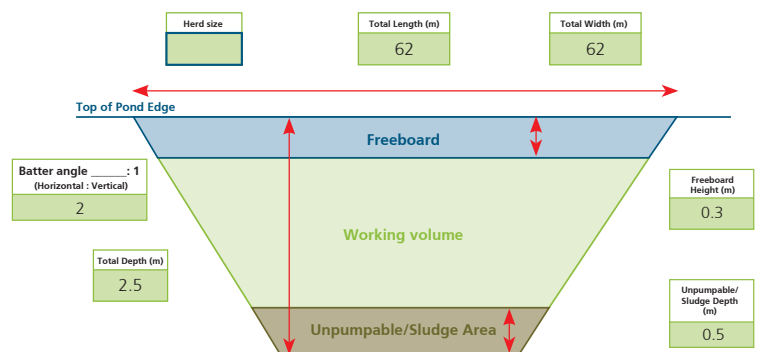 Herd size
Total Length (m)
62
Total Width (m)
62
Top of Pond Edge
Freeboard
Batter angle ______: 1
(Horizontal : Vertical)
2
Freeboard
Height (m)
0.3
Working volume
Total Depth (m)
2.5
Unpumpable/
Sludge Depth
(m)
0.5
Unpumpable/Sludge Area